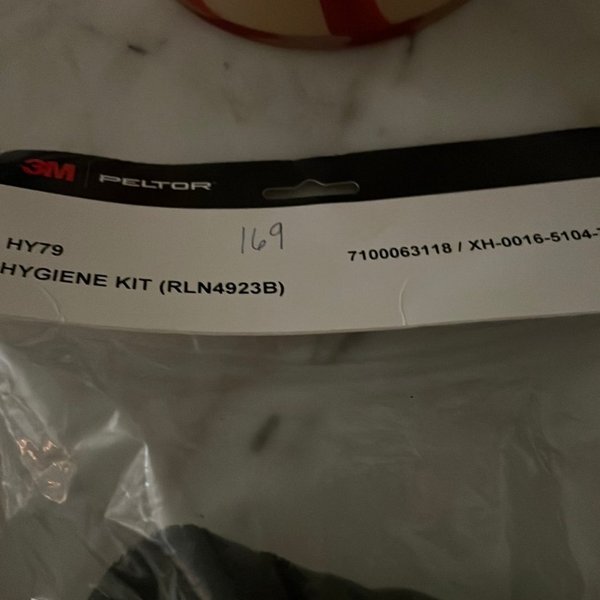 3M PELTOR
HY79
169
7100063118 / XH-0016-5104-
HYGIENE KIT (RLN4923B)